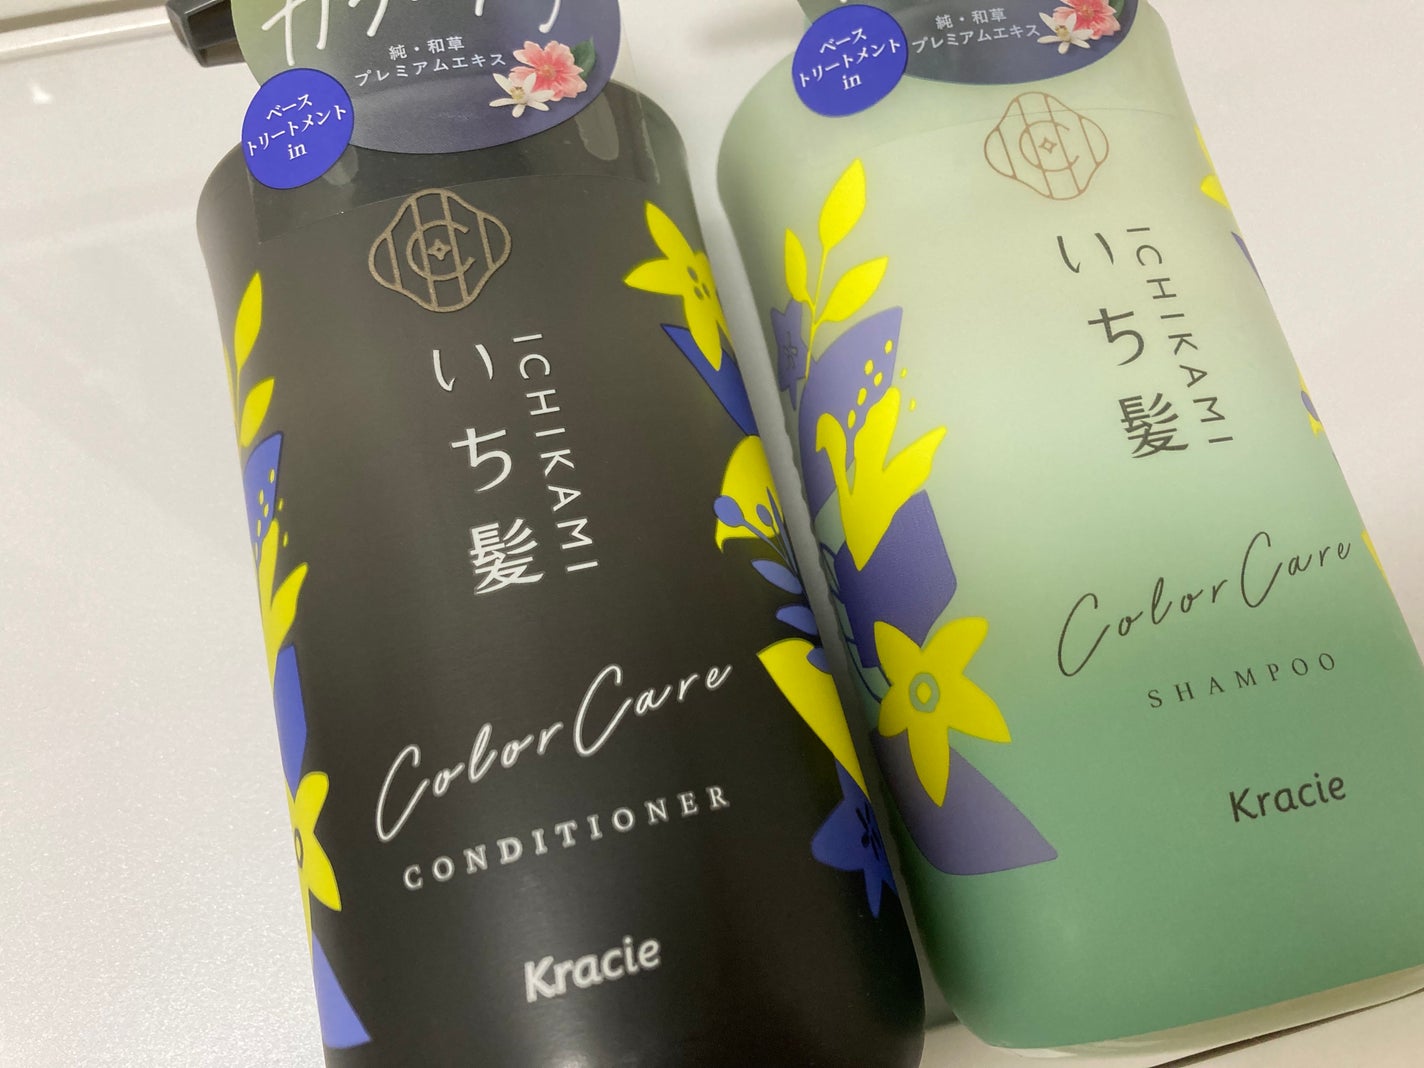 純・和草
プレミアムエキス
ベース
トリートメント
in
いち髪
ICHIKAMI
Color Care
CONDITIONER
Kracie
純・和草
プレミアムエキス
ベース
トリートメント
in
いち髪
ICHIKAMI
Color Care
SHAMPOO
Kracie